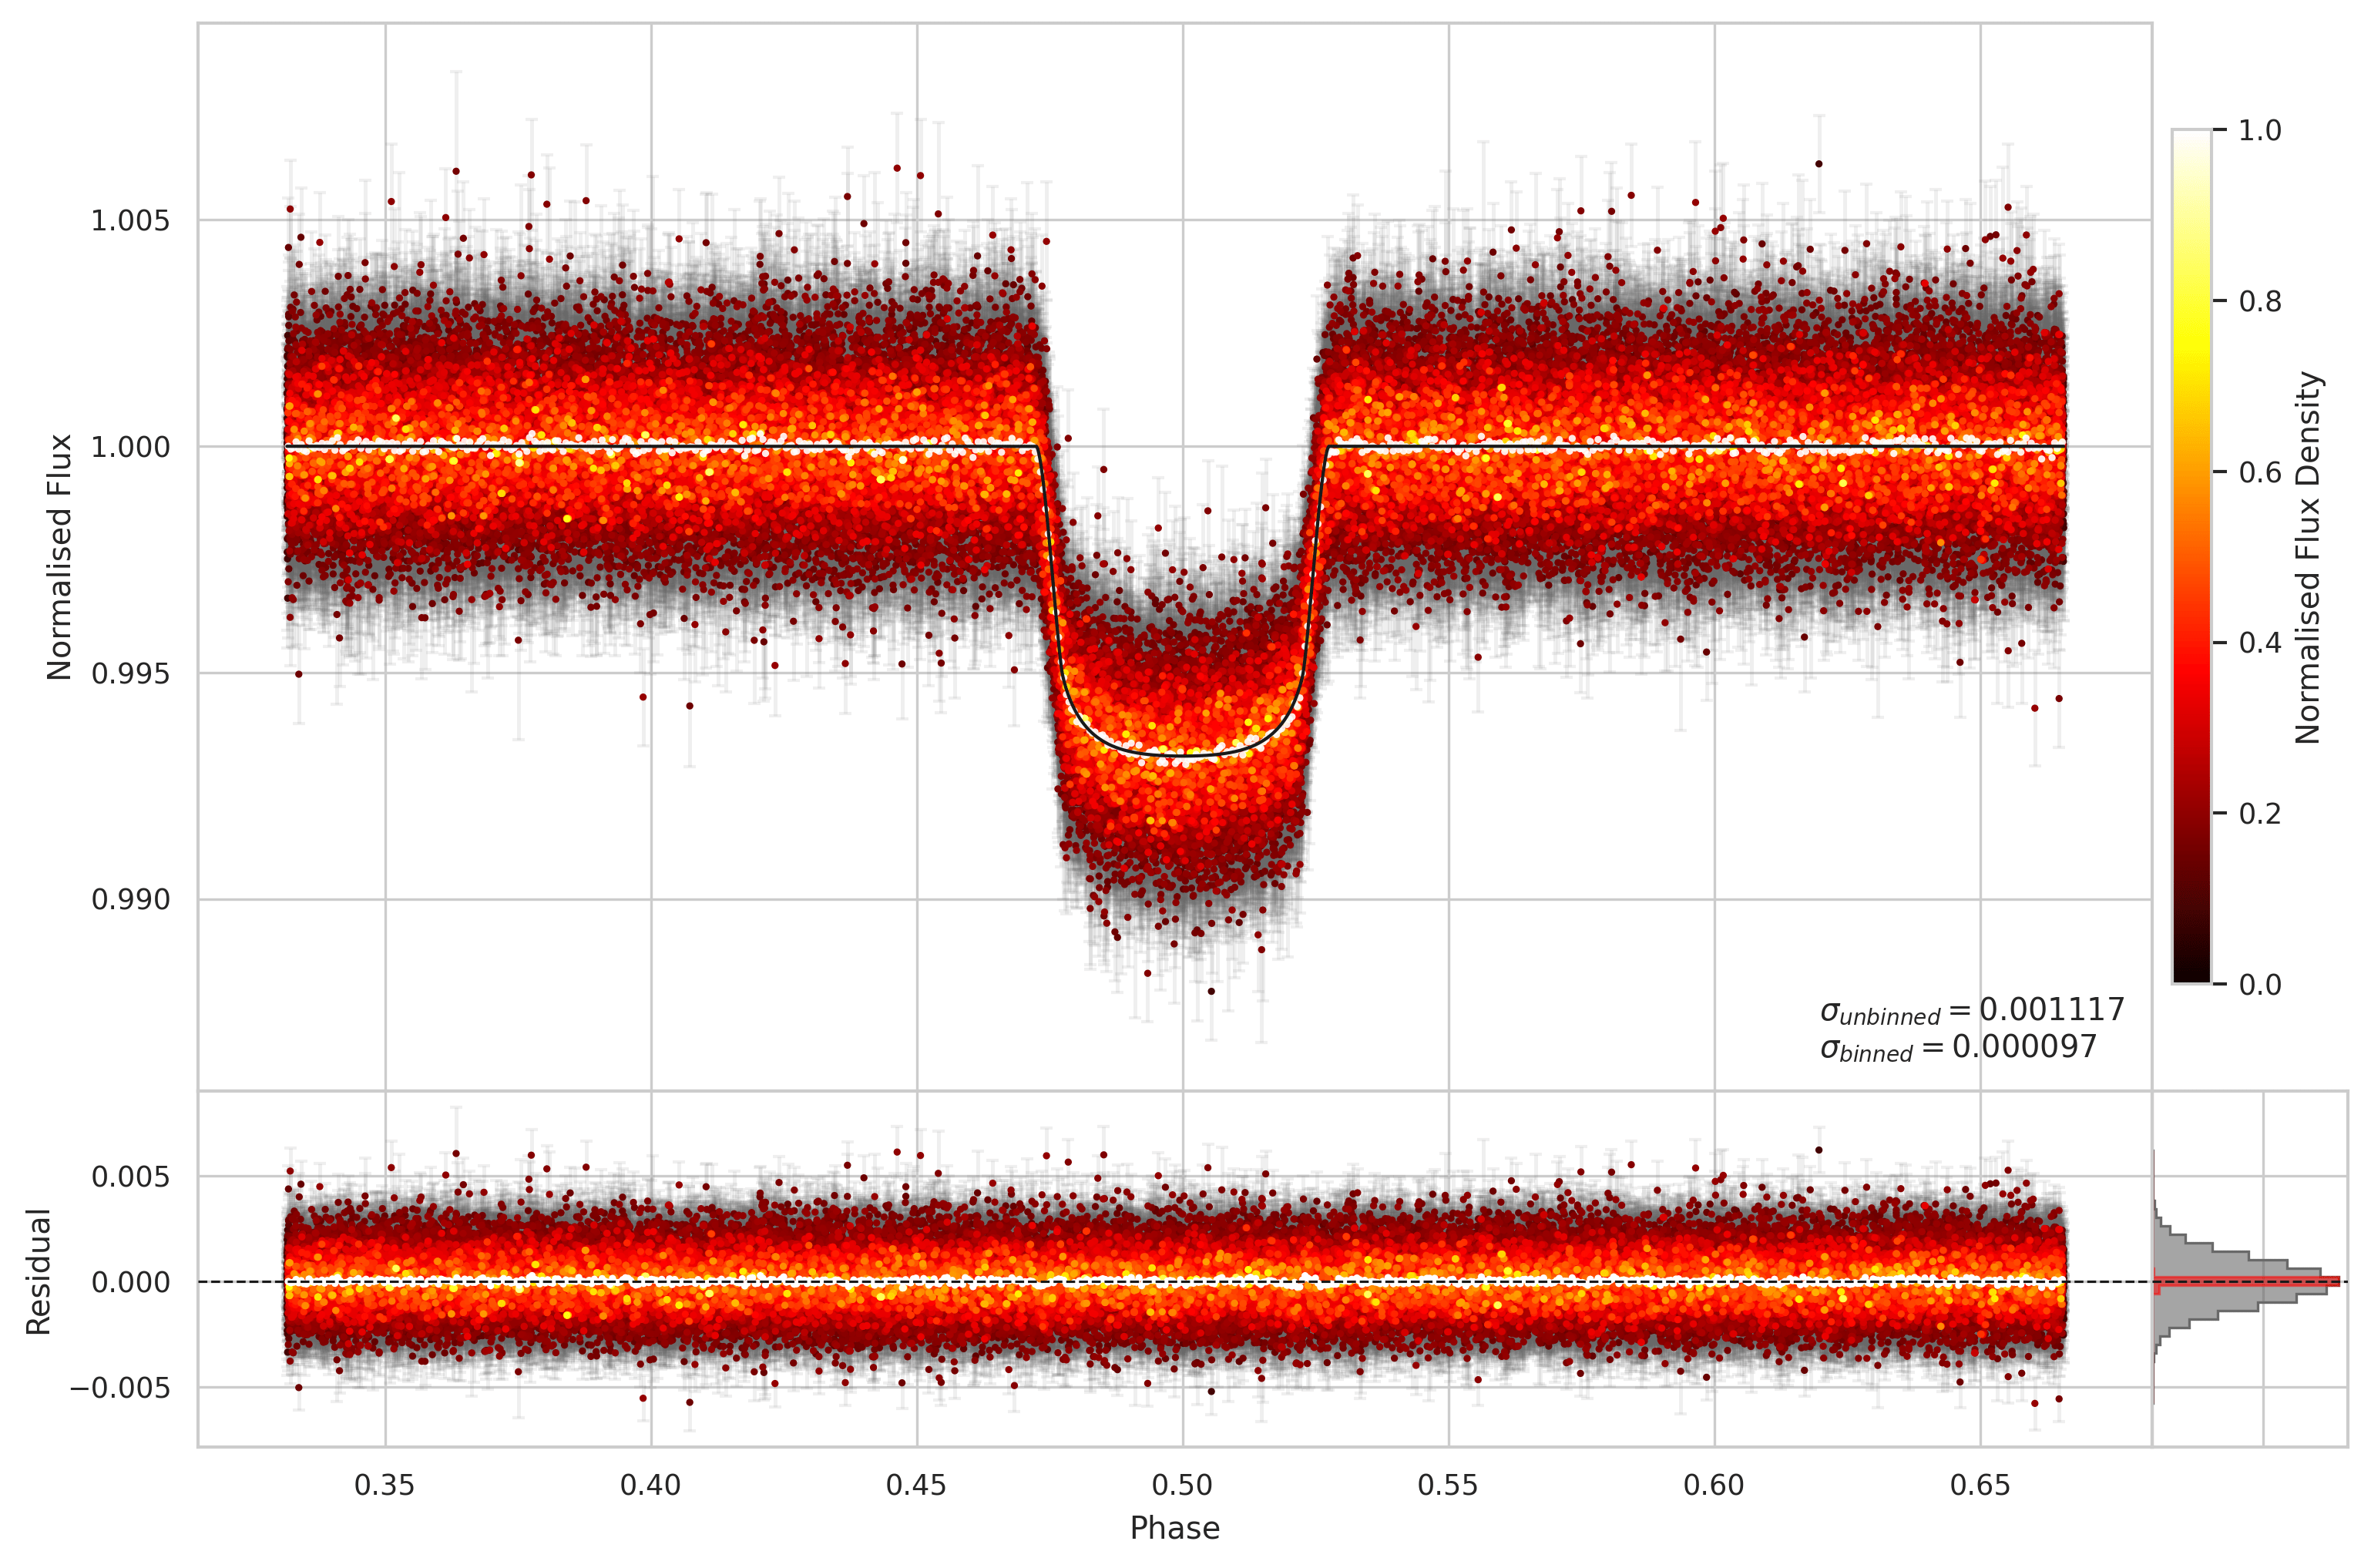 Normalised Flux
1.005
1.000
0.995
0.990
σunbinned = 0.001117
σbinned = 0.000097
1.0
0.8
0.6
0.4
0.2
0.0
Normalised Flux Density
Residual
0.005
0.000
−0.005
0.35 0.40 0.45 0.50 0.55 0.60 0.65
Phase